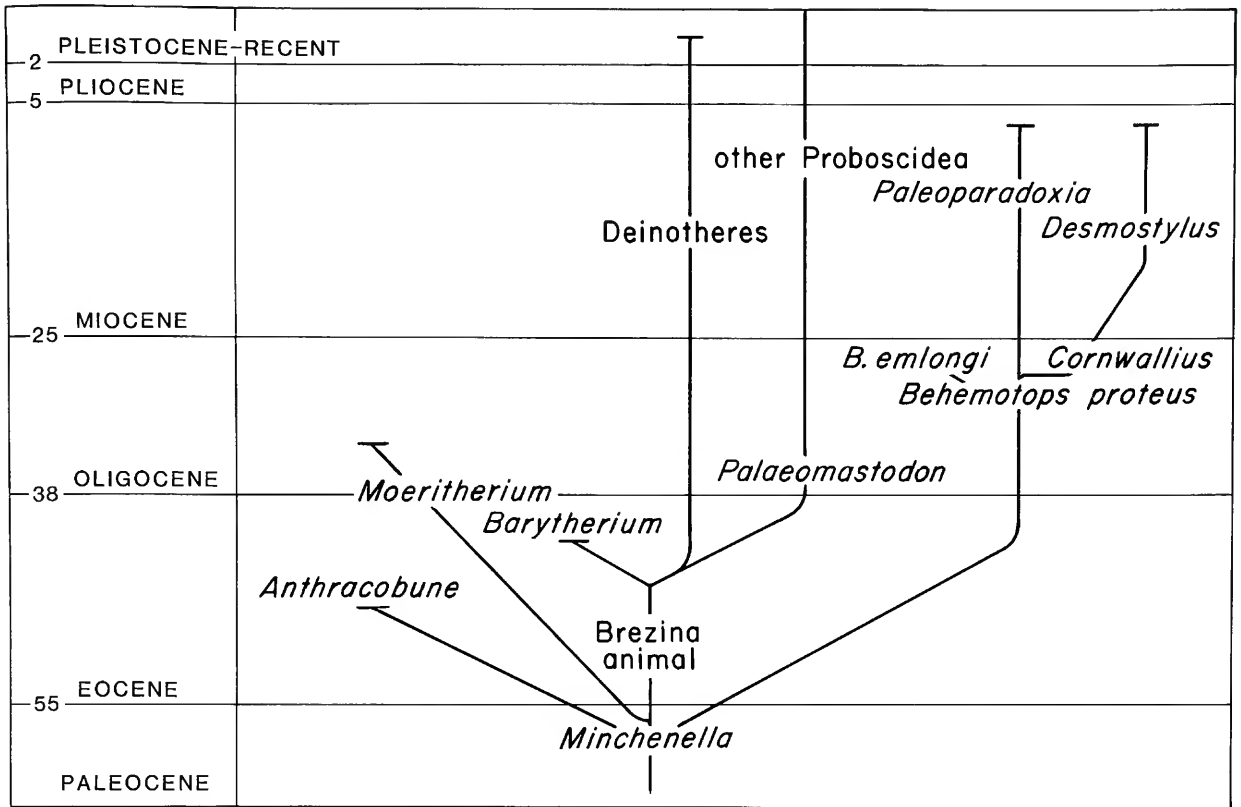 PLEISTOCENE-RECENT
2
PLIOCENE
5
other Proboscidea
Paleoparadoxia
Deinotheres
Desmostylus
MIOCENE
25
B. emlongi
Cornwallius
Behemotops proteus
Palaeomastodon
OLIGOCENE
38
Moeritherium
Barytherium
Anthracobune
Brezina
animal
EOCENE
55
Minchenella
PALEOCENE